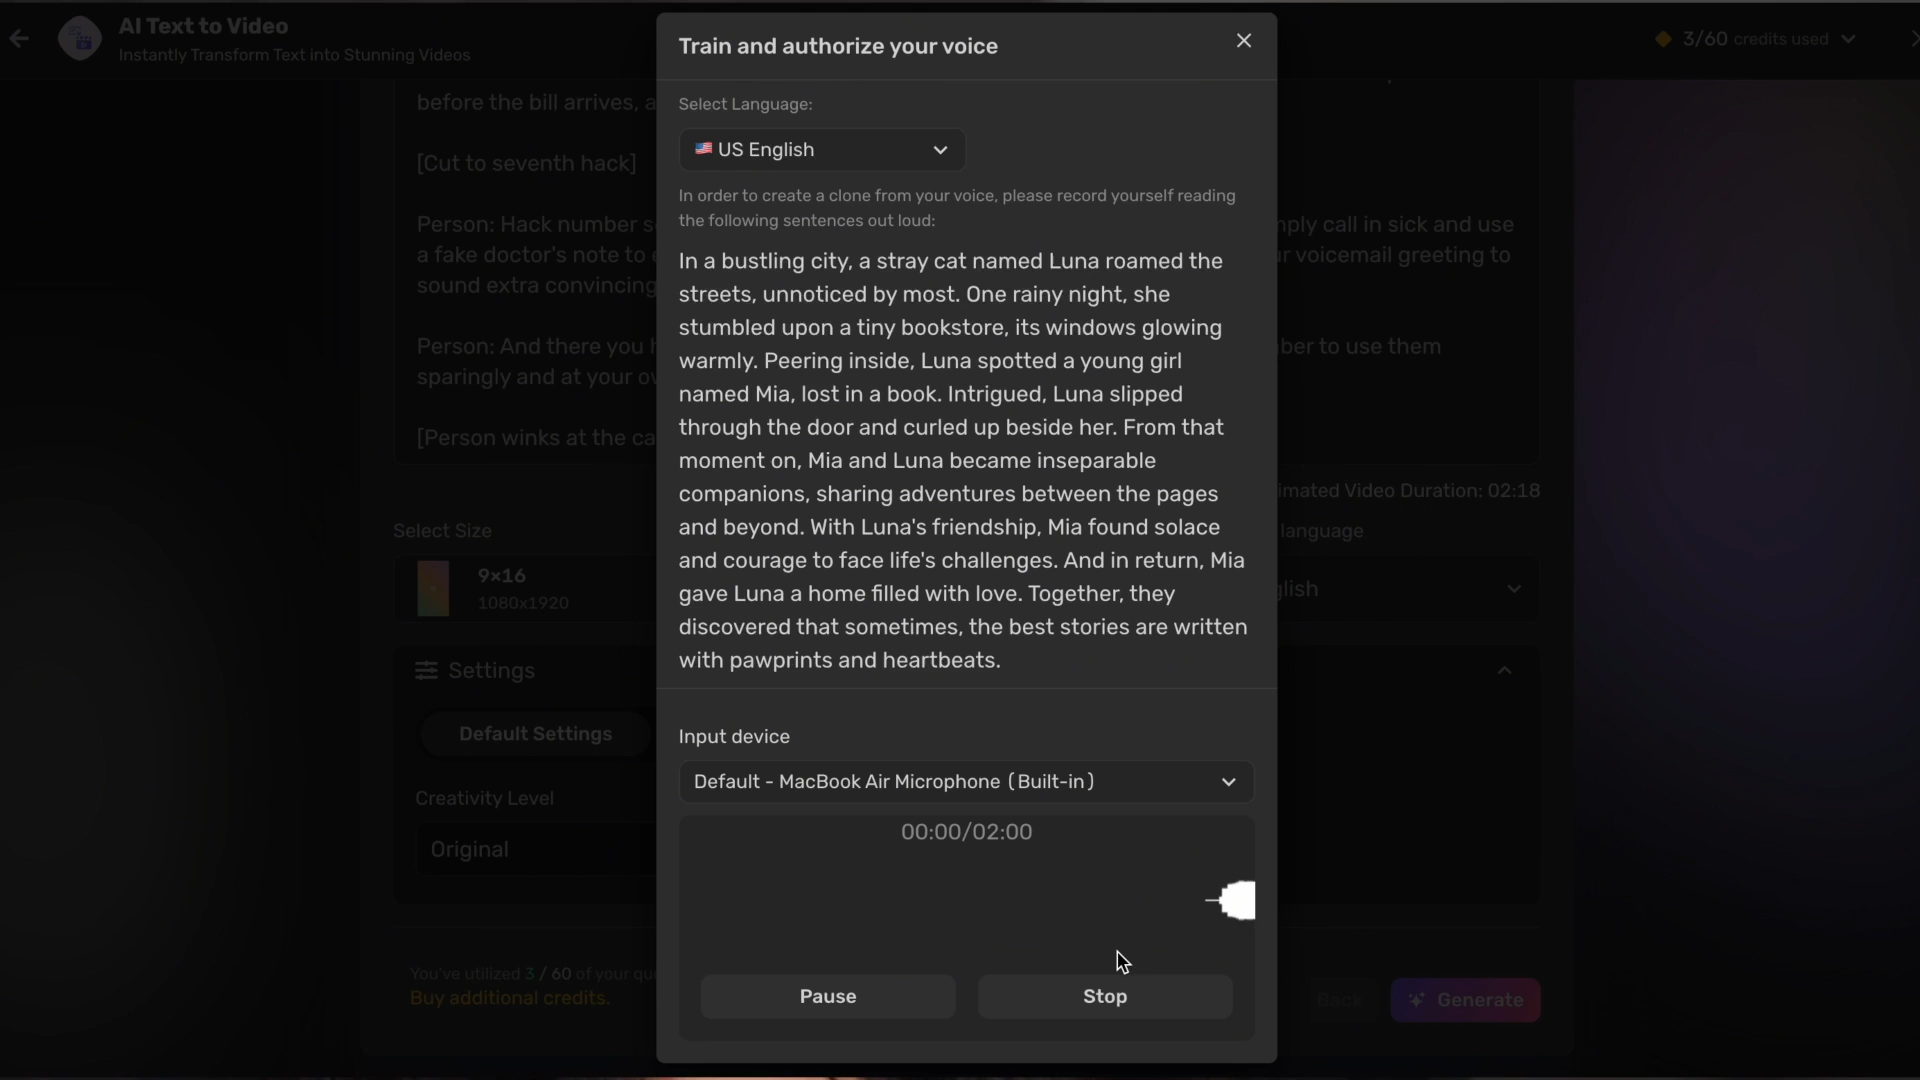 AI Text to Video
Instantly Transform Text into Stunning Videos
3/60 credits used
before the bill arrives, a
[Cut to seventh hack]
Person: Hack number s
a fake doctor's note to
sound extra convincing
Person: And there you
sparingly and at your
[Person winks at the
Select Size
9×16
1080x1920
Settings
Default Settings
Creativity Level
Original
You've utilized 3 / 60 of your
Buy additional credits.
Train and authorize your voice
Select Language:
🇺🇸 US English
In order to create a clone from your voice, please record yourself reading
the following sentences out loud:
In a bustling city, a stray cat named Luna roamed the
streets, unnoticed by most. One rainy night, she
stumbled upon a tiny bookstore, its windows glowing
warmly. Peering inside, Luna spotted a young girl
named Mia, lost in a book. Intrigued, Luna slipped
through the door and curled up beside her. From that
moment on, Mia and Luna became inseparable
companions, sharing adventures between the pages
and beyond. With Luna's friendship, Mia found solace
and courage to face life's challenges. And in return, Mia
gave Luna a home filled with love. Together, they
discovered that sometimes, the best stories are written
with pawprints and heartbeats.
Input device
Default - MacBook Air Microphone (Built-in)
00:00/02:00
Pause
Stop
call in sick and use
voicemail greeting to
to use them
Video Duration: 02:18
language
Back
Generate